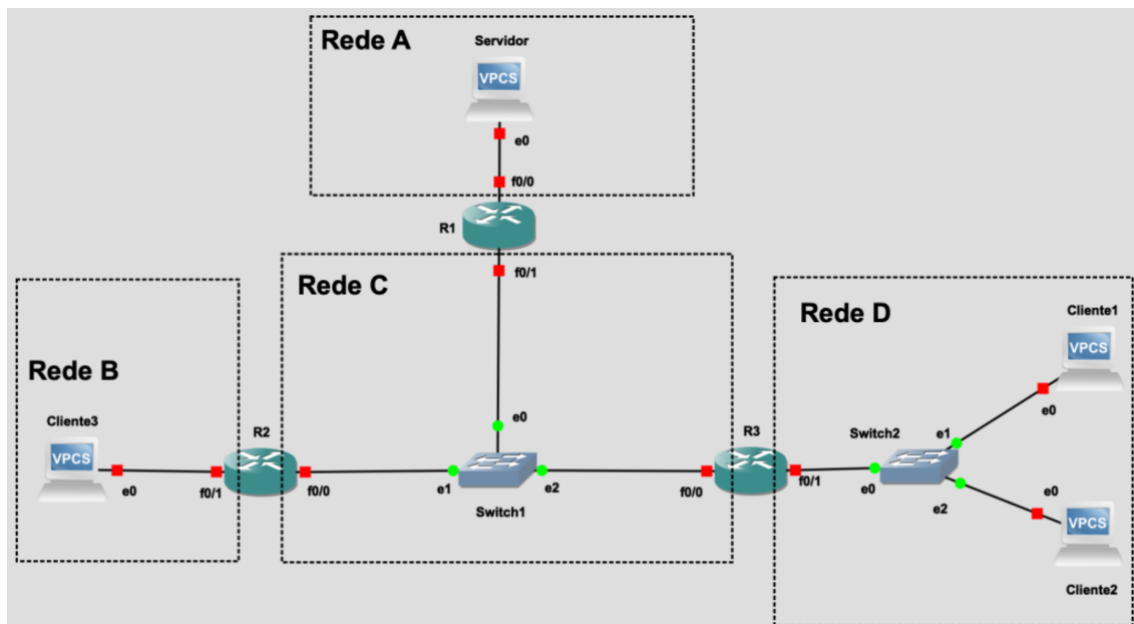 Rede A
Servidor
VPCS
e0
f0/0
R1
f0/1
Rede C
Rede B
Cliente3
VPCS
e0
f0/1
R2
f0/0
e0
e1
e2
Switch1
f0/0
R3
f0/1
Rede D
Cliente1
VPCS
e0
Switch2
e1
e0
e2
e0
VPCS
Cliente2